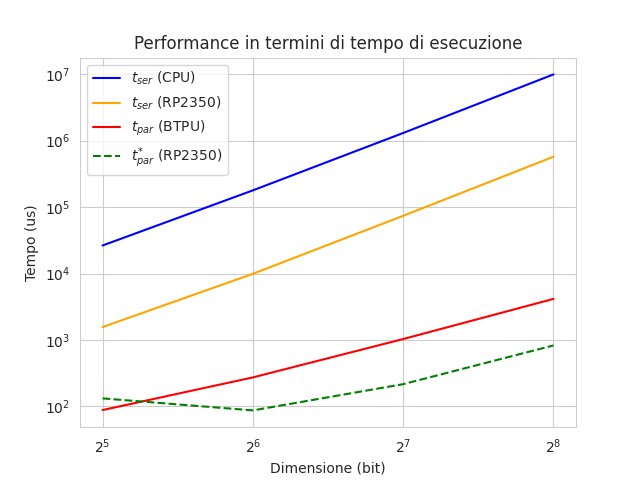 Performance in termini di tempo di esecuzione
t_ser (CPU)
t_ser (RP2350)
t_par (BTPU)
t*_par (RP2350)
10^7
10^6
10^5
10^4
10^3
10^2
Tempo (us)
2^5 2^6 2^7 2^8
Dimensione (bit)